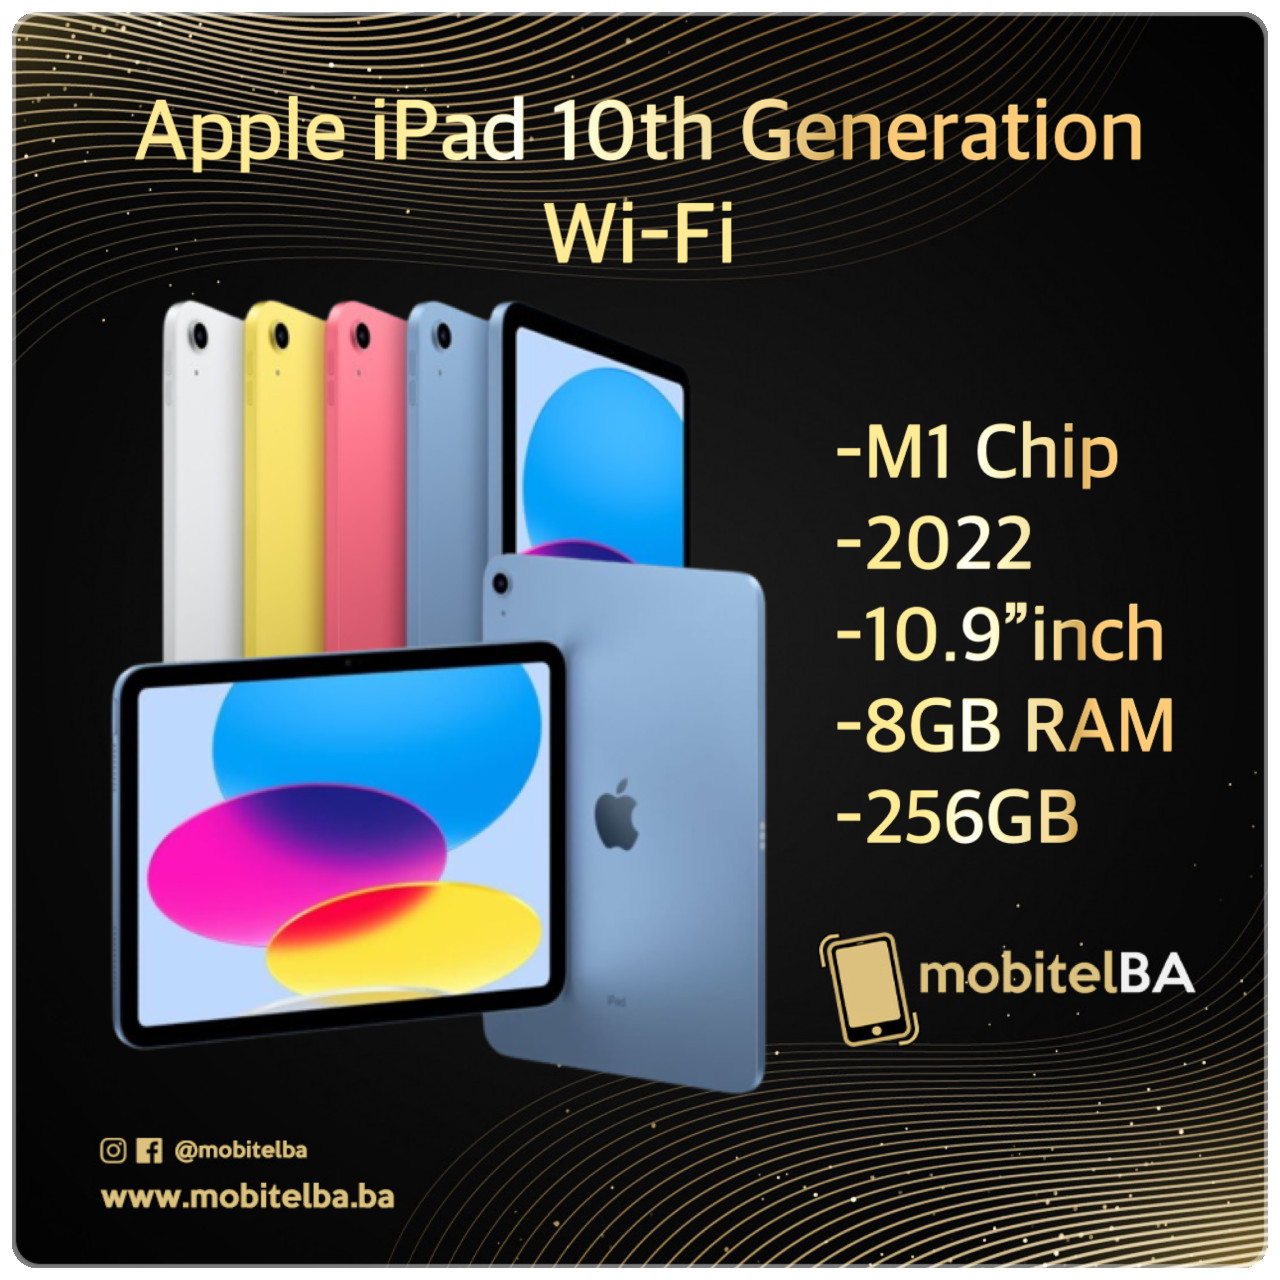 Apple iPad 10th Generation
Wi-Fi
-M1 Chip
-2022
-10.9”inch
-8GB RAM
-256GB
iPad
mobitelBA
@mobitelba
www.mobitelba.ba